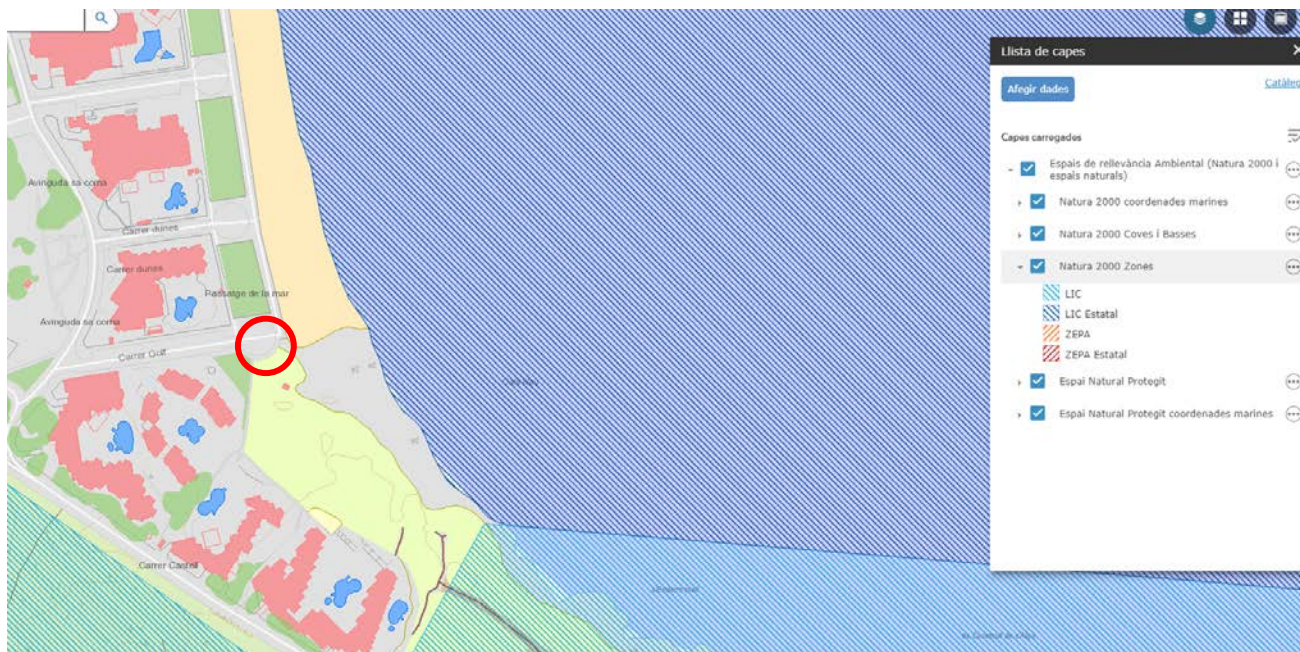 Llista de capes
Afegir dades
Catàleg
Capes carregades
Espais de rellevància Ambiental (Natura 2000 i
espais naturals)
Natura 2000 coordenades marines
Natura 2000 Coves i Basses
Natura 2000 Zones
LIC
LIC Estatal
ZEPA
ZEPA Estatal
Espai Natural Protegit
Espai Natural Protegit coordenades marines
Avinguda sa coma
Carrer dunes
Carrer dunes
Passatge de la mar
Avinguda sa coma
Carrer Golf
Carrer Castell